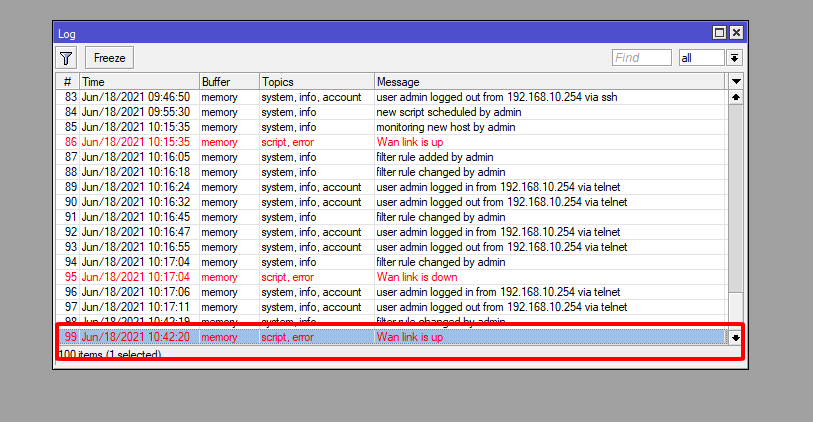 Log
Freeze
Find
all
# Time Buffer Topics Message
83 Jun/18/2021 09:46:50 memory system, info, account user admin logged out from 192.168.10.254 via ssh
84 Jun/18/2021 09:55:30 memory system, info new script scheduled by admin
85 Jun/18/2021 10:15:35 memory system, info monitoring new host by admin
86 Jun/18/2021 10:15:35 memory script, error Wan link is up
87 Jun/18/2021 10:16:05 memory system, info filter rule added by admin
88 Jun/18/2021 10:16:18 memory system, info filter rule changed by admin
89 Jun/18/2021 10:16:24 memory system, info, account user admin logged in from 192.168.10.254 via telnet
90 Jun/18/2021 10:16:32 memory system, info, account user admin logged out from 192.168.10.254 via telnet
91 Jun/18/2021 10:16:45 memory system, info filter rule changed by admin
92 Jun/18/2021 10:16:47 memory system, info, account user admin logged in from 192.168.10.254 via telnet
93 Jun/18/2021 10:16:55 memory system, info, account user admin logged out from 192.168.10.254 via telnet
94 Jun/18/2021 10:17:04 memory system, info filter rule changed by admin
95 Jun/18/2021 10:17:04 memory script, error Wan link is down
96 Jun/18/2021 10:17:06 memory system, info, account user admin logged in from 192.168.10.254 via telnet
97 Jun/18/2021 10:17:11 memory system, info, account user admin logged out from 192.168.10.254 via telnet
98 Jun/18/2021 10:42:19 memory system, info filter rule changed by admin
99 Jun/18/2021 10:42:20 memory script, error Wan link is up
100 items (1 selected)